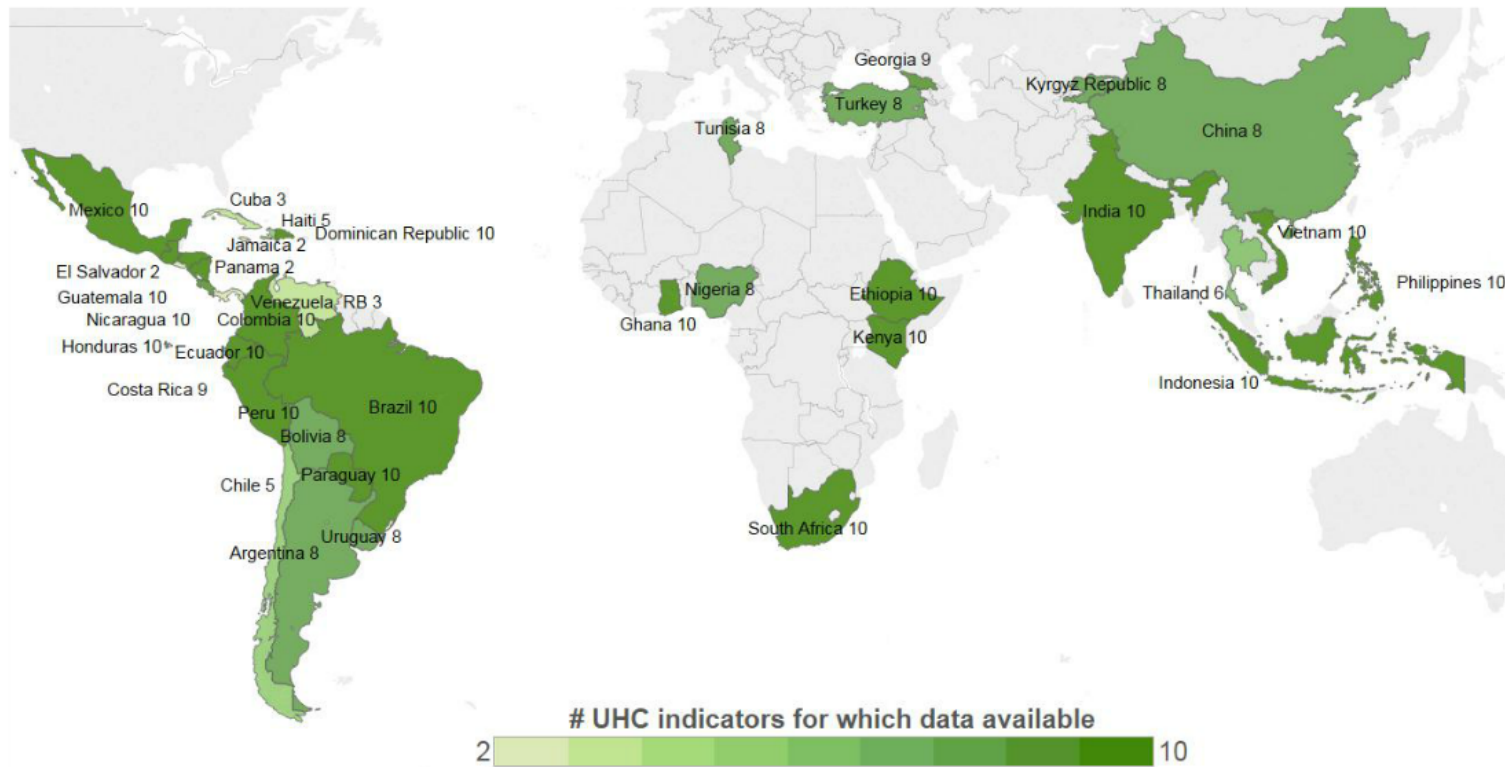 Georgia 9
Kyrgyz Republic 8
Turkey 8
Tunisia 8
China 8
Cuba 3
Mexico 10
Haiti 5
India 10
Dominican Republic 10
Vietnam 10
Jamaica 2
El Salvador 2
Panama 2
Philippines 10
Nigeria 8
Ethiopia 10
Thailand 6
Guatemala 10
Venezuela, RB 3
Nicaragua 10
Colombia 10
Ghana 10
Kenya 10
Honduras 10
Ecuador 10
Indonesia 10
Costa Rica 9
Brazil 10
Peru 10
Bolivia 8
Paraguay 10
Chile 5
South Africa 10
Uruguay 8
Argentina 8
# UHC indicators for which data available
2
10